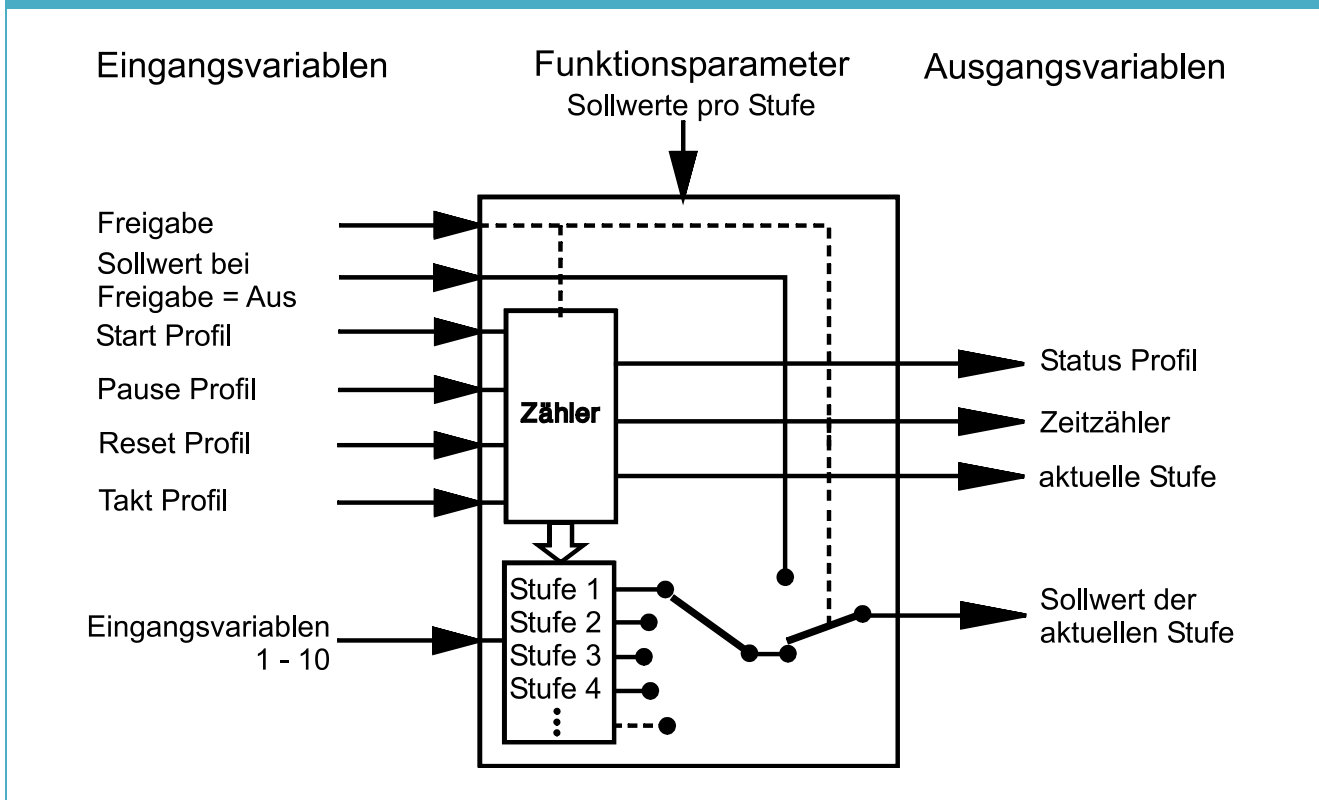 Eingangsvariablen
Funktionsparameter
Sollwerte pro Stufe
Ausgangsvariablen
Freigabe
Sollwert bei
Freigabe = Aus
Start Profil
Pause Profil
Reset Profil
Takt Profil
Eingangsvariablen
1 - 10
Zähler
Stufe 1
Stufe 2
Stufe 3
Stufe 4
Status Profil
Zeitzähler
aktuelle Stufe
Sollwert der
aktuellen Stufe